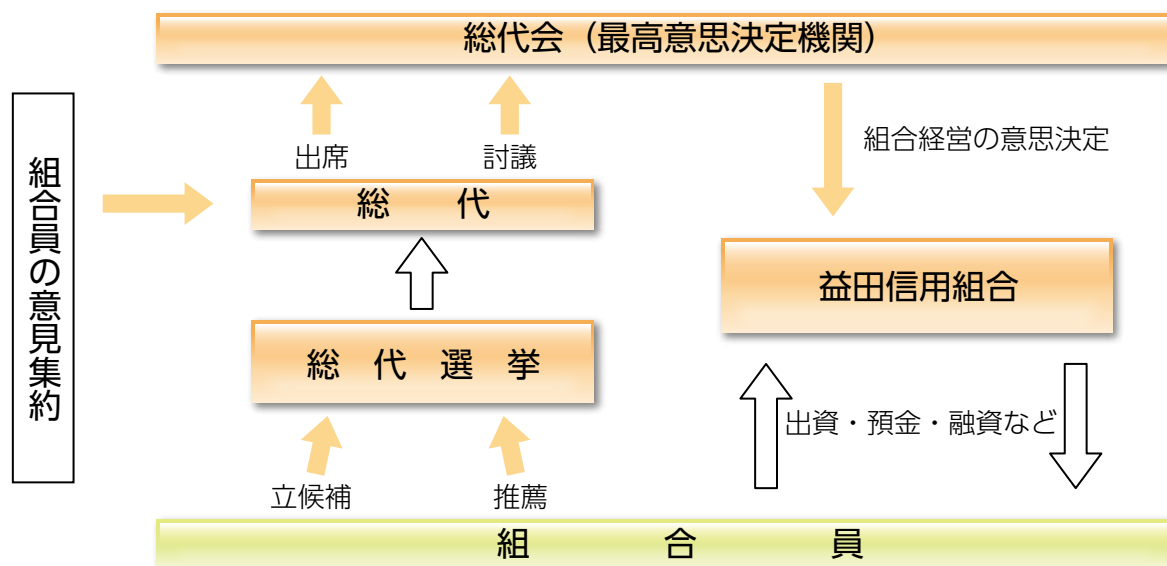 総代会（最高意思決定機関）
組合員の意見集約
出席
討議
組合経営の意思決定
総代
益田信用組合
総代選挙
出資・預金・融資など
立候補
推薦
組合員